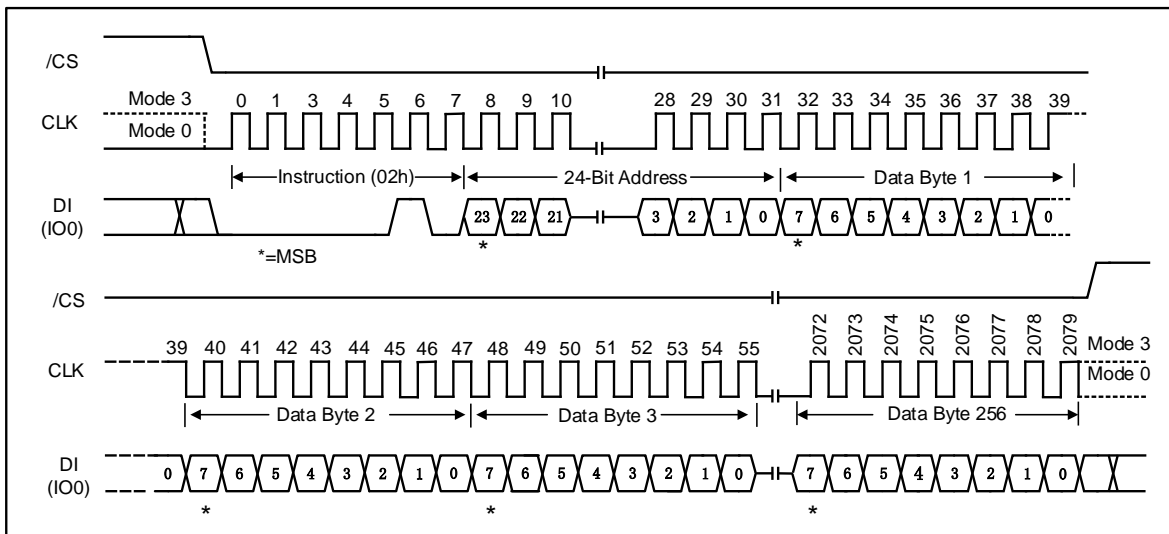 /CS
0 1 3 4 5 6 7 8 9 10 28 29 30 31 32 33 34 35 36 37 38 39
Mode 3
CLK
Mode 0
Instruction (02h) 24-Bit Address Data Byte 1
DI
(IO0)
23 22 21 3 2 1 0 7 6 5 4 3 2 1 0
* *
*=MSB
/CS
39 40 41 42 43 44 45 46 47 48 49 50 51 52 53 54 55 2072 2073 2074 2075 2076 2077 2078 2079
Mode 3
CLK
Mode 0
Data Byte 2 Data Byte 3 Data Byte 256
DI
(IO0)
0 7 6 5 4 3 2 1 0 7 6 5 4 3 2 1 0 7 6 5 4 3 2 1 0
* * *